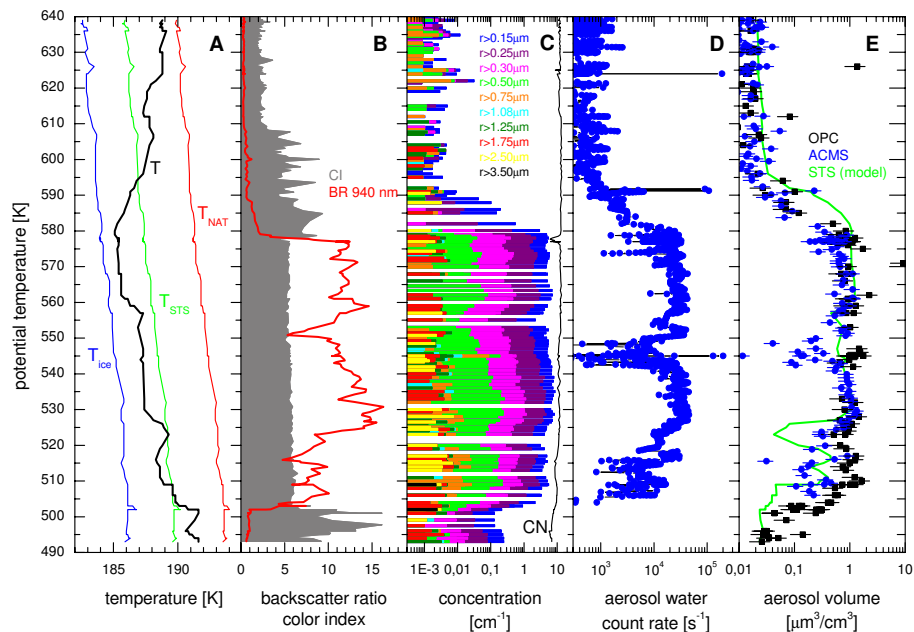 A B C D E
640
630
620
610
600
590
580
570
560
550
540
530
520
510
500
490
potential temperature [K]
T
T_NAT
T_STS
T_ice
CI
BR 940 nm
r>0.15µm
r>0.25µm
r>0.30µm
r>0.50µm
r>0.75µm
r>1.08µm
r>1.25µm
r>1.75µm
r>2.50µm
r>3.50µm
CN
OPC
ACMS
STS (model)
185 190 0 5 10 15 1E-3 0,01 0,1 1 10 10³ 10⁴ 10⁵ 0,01 0,1 1 10
temperature [K] backscatter ratio concentration aerosol water aerosol volume
color index [cm⁻¹] count rate [s⁻¹] [µm³/cm³]